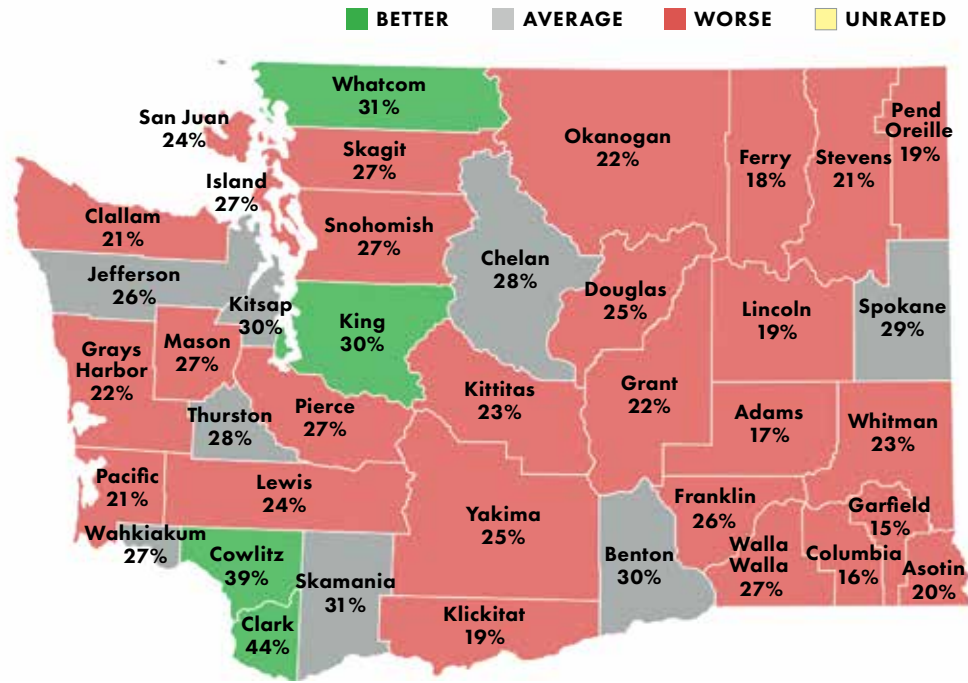 BETTER AVERAGE WORSE UNRATED
Whatcom
31%
San Juan
24%
Skagit
27%
Island
27%
Okanogan
22%
Ferry
18%
Stevens
21%
Pend
Oreille
19%
Clallam
21%
Snohomish
27%
Jefferson
26%
Kitsap
30%
Chelan
28%
Douglas
25%
Lincoln
19%
Spokane
29%
King
30%
Grays
Harbor
22%
Mason
27%
Kittitas
23%
Grant
22%
Adams
17%
Whitman
23%
Thurston
28%
Pierce
27%
Pacific
21%
Lewis
24%
Yakima
25%
Franklin
26%
Garfield
15%
Wahkiakum
27%
Cowlitz
39%
Skamania
31%
Benton
30%
Walla
Walla
27%
Columbia
16%
Asotin
20%
Clark
44%
Klickitat
19%